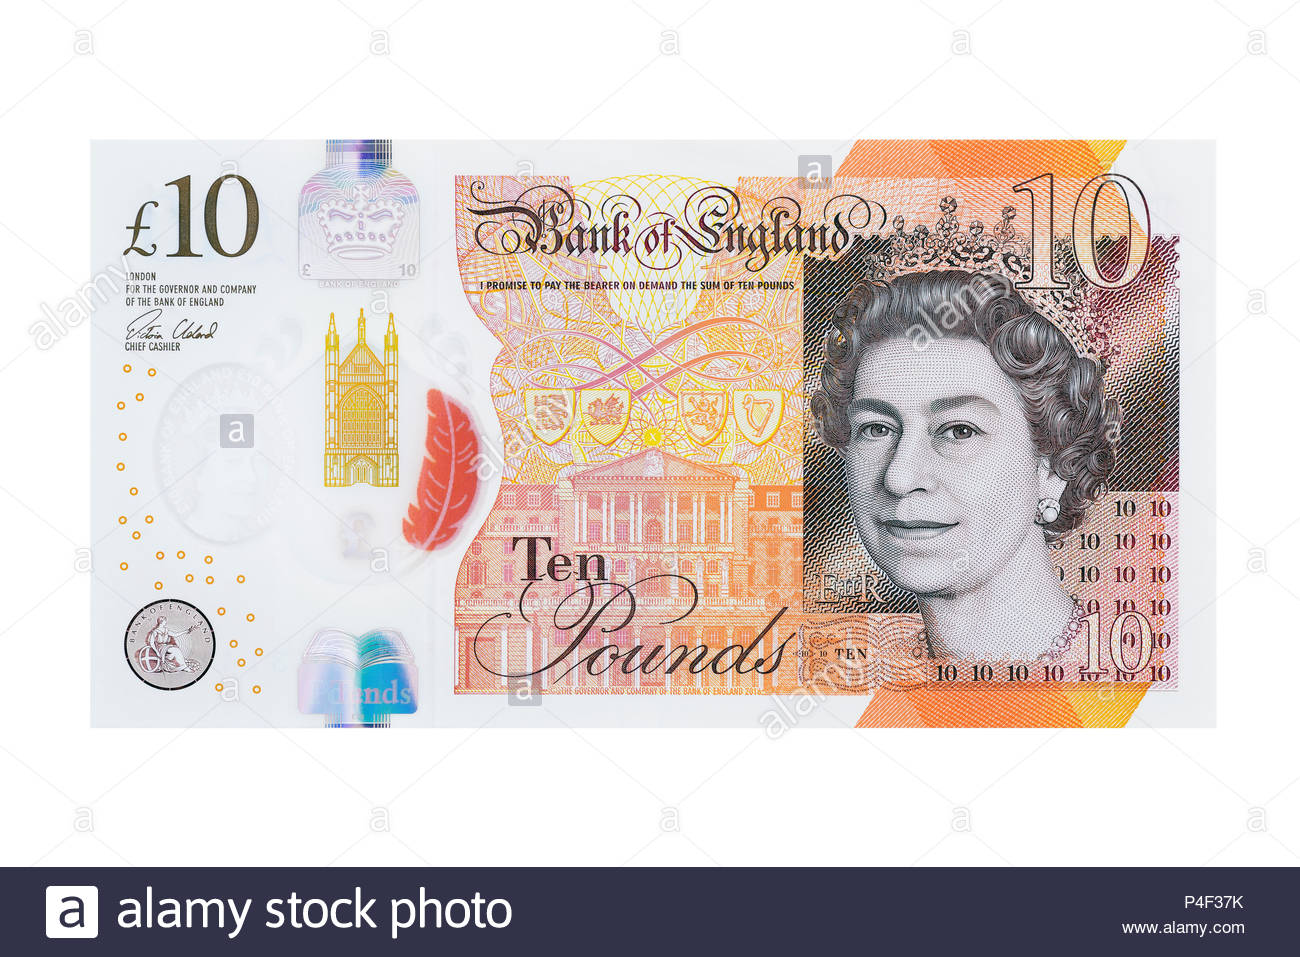 £10
LONDON
FOR THE GOVERNOR AND COMPANY
OF THE BANK OF ENGLAND
CHIEF CASHIER
£ 10
BANK OF ENGLAND
BANK OF ENGLAND
Bank of England
I PROMISE TO PAY THE BEARER ON DEMAND THE SUM OF TEN POUNDS
10
X
Ten
Pounds
£
EIIR
10 10 TEN
10 10
10 10 10
10 10 10
10 10 10
10 10
10 10 10 10 10 10 10
10
©THE GOVERNOR AND COMPANY OF THE BANK OF ENGLAND 2016
a alamy stock photo
P4F37K
www.alamy.com